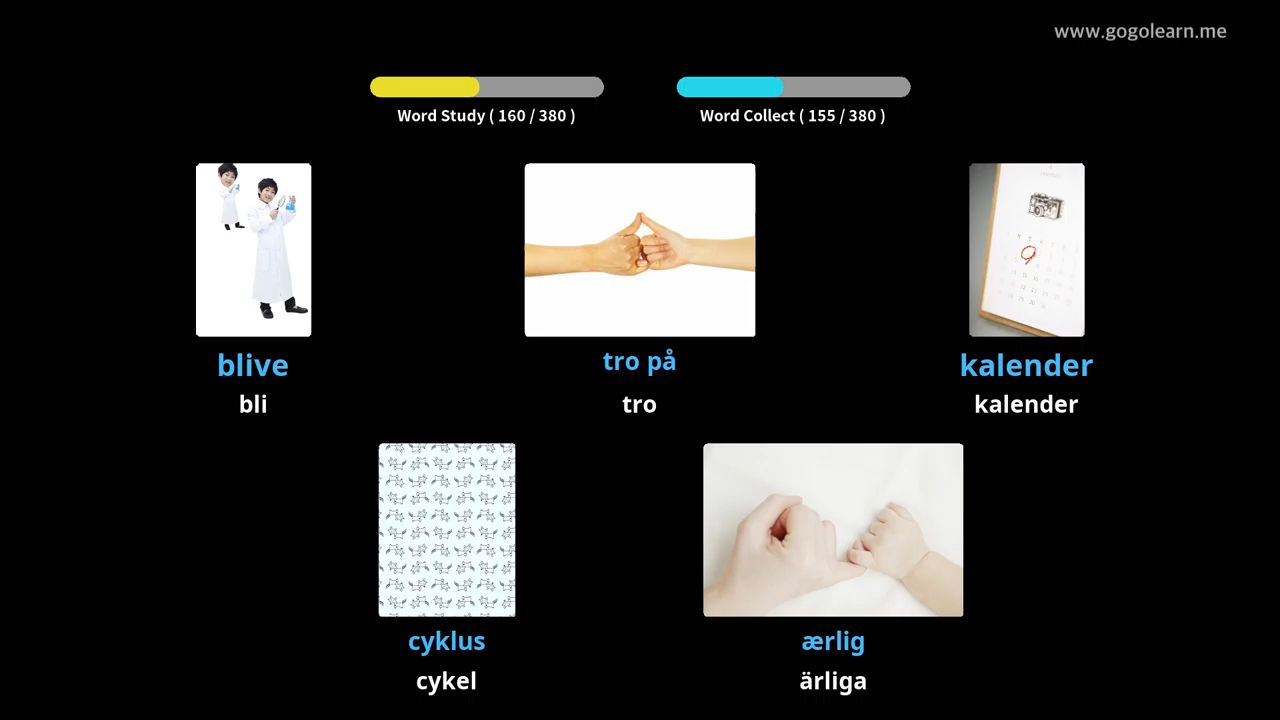 www.gogolearn.me
Word Study ( 160 / 380 )
Word Collect ( 155 / 380 )
blive
bli
tro på
tro
kalender
kalender
cyklus
cykel
ærlig
ärliga